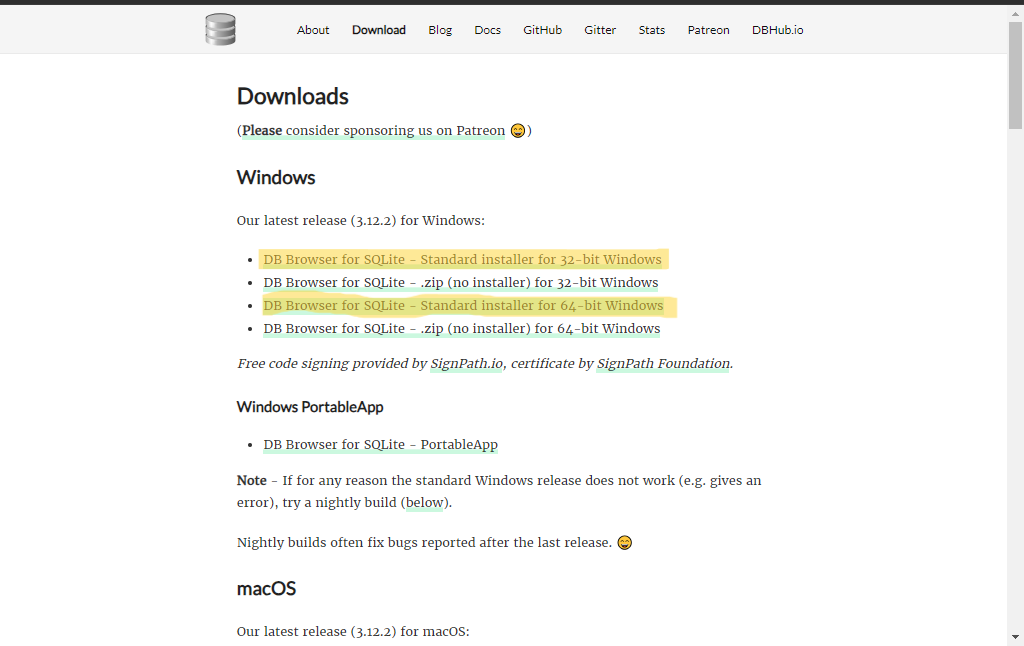 About Download Blog Docs GitHub Gitter Stats Patreon DBHub.io
Downloads
(Please consider sponsoring us on Patreon 😄)
Windows
Our latest release (3.12.2) for Windows:
• DB Browser for SQLite - Standard installer for 32-bit Windows
• DB Browser for SQLite - .zip (no installer) for 32-bit Windows
• DB Browser for SQLite - Standard installer for 64-bit Windows
• DB Browser for SQLite - .zip (no installer) for 64-bit Windows
Free code signing provided by SignPath.io, certificate by SignPath Foundation.
Windows PortableApp
• DB Browser for SQLite - PortableApp
Note - If for any reason the standard Windows release does not work (e.g. gives an
error), try a nightly build (below).
Nightly builds often fix bugs reported after the last release. 😄
macOS
Our latest release (3.12.2) for macOS: